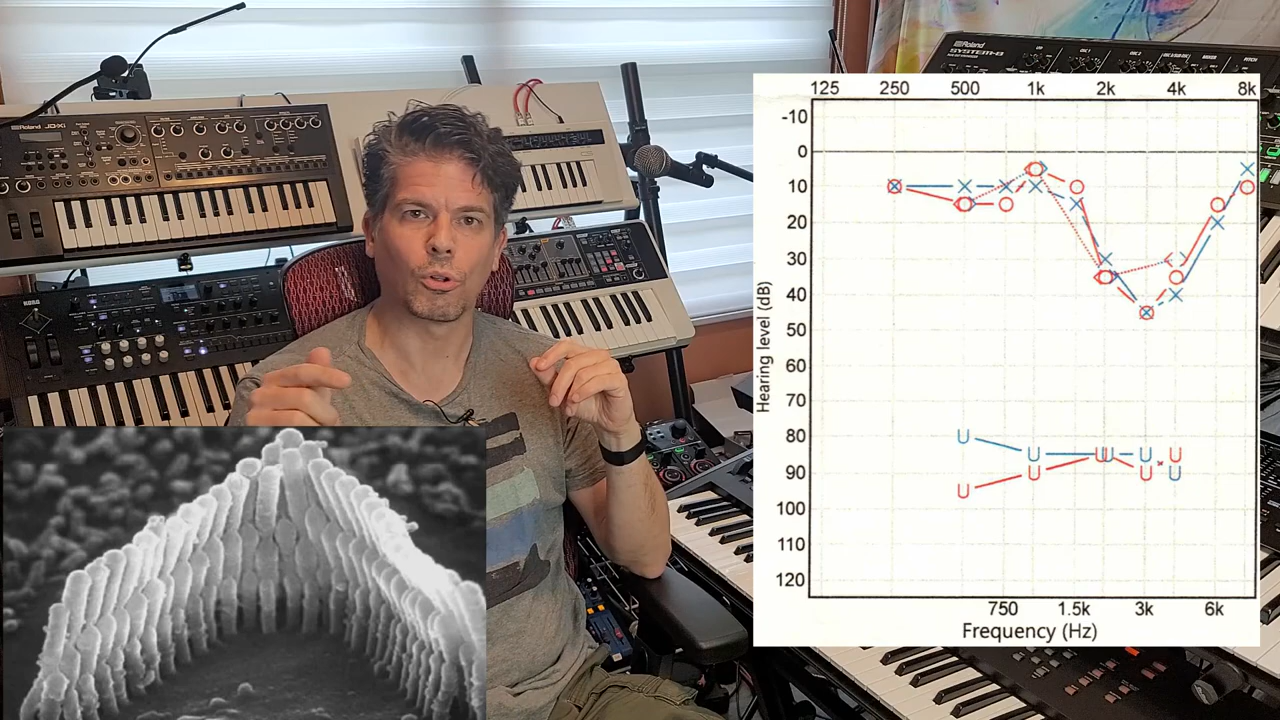 Roland
SYSTEM-8
Roland JD-Xi
KORG
125 250 500 1k 2k 4k 8k
-10
0
10
20
30
40
50
60
70
80
90
100
110
120
Hearing level (dB)
750 1.5k 3k 6k
Frequency (Hz)